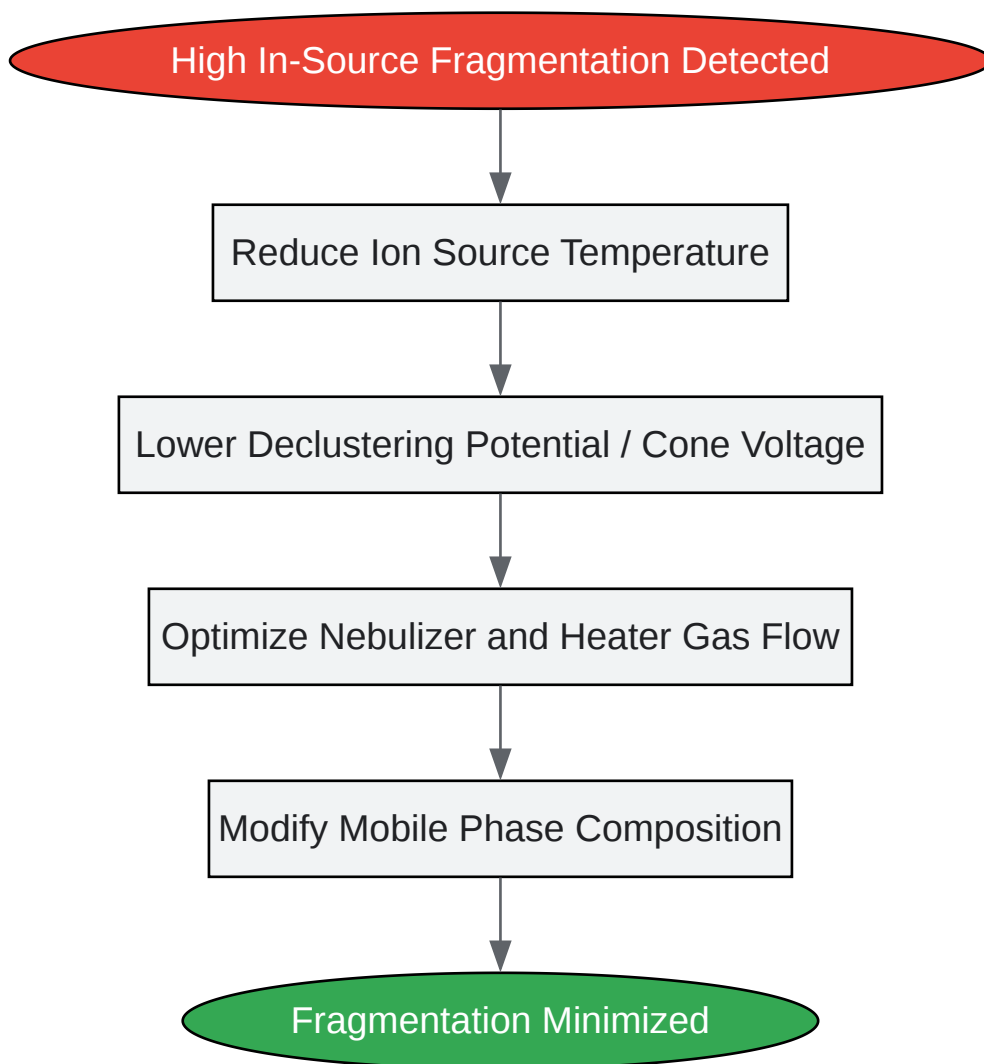 High In-Source Fragmentation Detected
Reduce Ion Source Temperature
Lower Declustering Potential / Cone Voltage
Optimize Nebulizer and Heater Gas Flow
Modify Mobile Phase Composition
Fragmentation Minimized